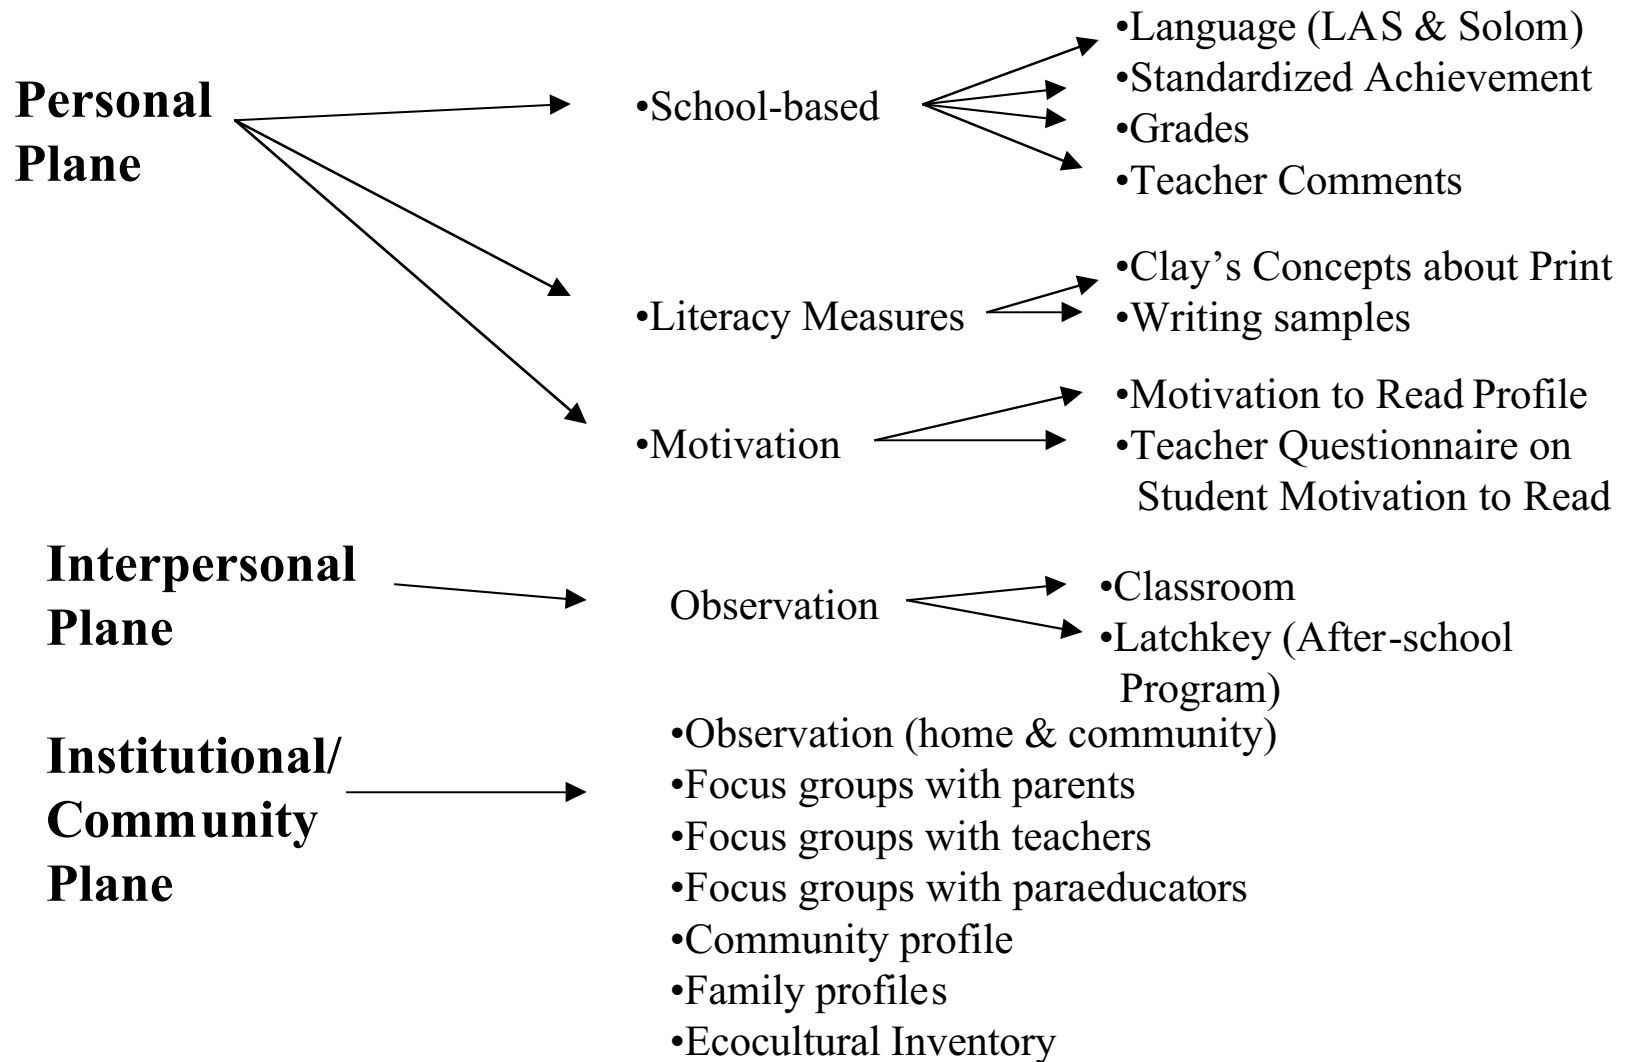 Personal
Plane
•School-based
•Language (LAS & Solom)
•Standardized Achievement
•Grades
•Teacher Comments
•Literacy Measures
•Clay’s Concepts about Print
•Writing samples
•Motivation
•Motivation to Read Profile
•Teacher Questionnaire on
Student Motivation to Read
Interpersonal
Plane
Observation
•Classroom
•Latchkey (After-school
Program)
Institutional/
Community
Plane
•Observation (home & community)
•Focus groups with parents
•Focus groups with teachers
•Focus groups with paraeducators
•Community profile
•Family profiles
•Ecocultural Inventory